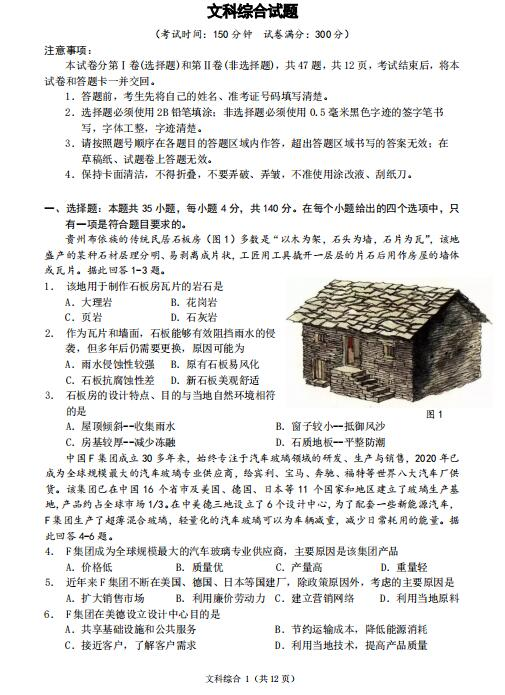 文科综合试题
（考试时间：150分钟　试卷满分：300分）
注意事项：
本试卷分第Ⅰ卷(选择题)和第Ⅱ卷(非选择题)，共47题，共12页，考试结束后，将本
试卷和答题卡一并交回。
1．答题前，考生先将自己的姓名、准考证号码填写清楚。
2．选择题必须使用2B铅笔填涂；非选择题必须使用0.5毫米黑色字迹的签字笔书
写，字体工整，字迹清楚。
3．请按照题号顺序在各题目的答题区域内作答，超出答题区域书写的答案无效；在
草稿纸、试题卷上答题无效。
4．保持卡面清洁，不得折叠，不要弄破、弄皱，不准使用涂改液、刮纸刀。
一、选择题：本题共35小题，每小题4分，共140分。在每个小题给出的四个选项中，只
有一项是符合题目要求的。
贵州布依族的传统民居石板房（图1）多数是“以木为架，石头为墙，石片为瓦”，该地
盛产的某种石材层理分明、易剥离成片状，工匠用工具撬开一层层的片石后用作房屋的墙体
或瓦片。据此回答1-3题。
1．该地用于制作石板房瓦片的岩石是
A．大理岩　B．花岗岩
C．页岩　D．石灰岩
2．作为瓦片和墙面，石板能够有效阻挡雨水的侵
袭，但多年后仍需要更换，原因可能为
A．雨水侵蚀性较强　B．原有石板易风化
C．石板抗腐蚀性差　D．新石板美观舒适
3．石板房的设计特点、目的与当地自然环境相符
的是
图1
A．屋顶倾斜--收集雨水　B．窗子较小--抵御风沙
C．房基较厚--减少冻融　D．石质地板--平整防潮
中国F集团成立30多年来，始终专注于汽车玻璃领域的研发、生产与销售，2020年已
成为全球规模最大的汽车玻璃专业供应商，给宾利、宝马、奔驰、福特等世界八大汽车厂供
货。该集团已在中国16个省市及美国、德国、日本等11个国家和地区建立了玻璃生产基
地，产品约占全球市场1/3。在中美德三地设立了6个设计中心，为了配套一些新能源汽车，
F集团生产了超薄混合玻璃，轻量化的汽车玻璃可以为车辆减重，减少日常耗用的能量。据
此回答4-6题。
4．F集团成为全球规模最大的汽车玻璃专业供应商，主要原因是该集团产品
A．价格低　B．质量优　C．产量高　D．重量轻
5．近年来F集团不断在美国、德国、日本等国建厂，除政策原因外，考虑的主要原因是
A．扩大销售市场　B．利用廉价劳动力　C．建立营销网络　D．利用当地原料
6．F集团在美德设立设计中心目的是
A．共享基础设施和公共服务　B．节约运输成本，降低能源消耗
C．接近客户，了解客户需求　D．利用当地技术，提高产品质量
文科综合 1（共12页）